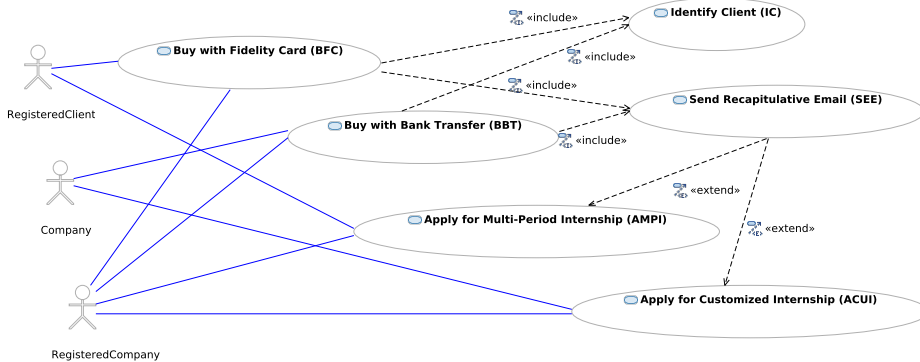 «include»
Identify Client (IC)
Buy with Fidelity Card (BFC)
«include»
RegisteredClient
«include»
Send Recapitulative Email (SEE)
Buy with Bank Transfer (BBT)
«include»
«extend»
Company
Apply for Multi-Period Internship (AMPI)
«extend»
Apply for Customized Internship (ACUI)
RegisteredCompany